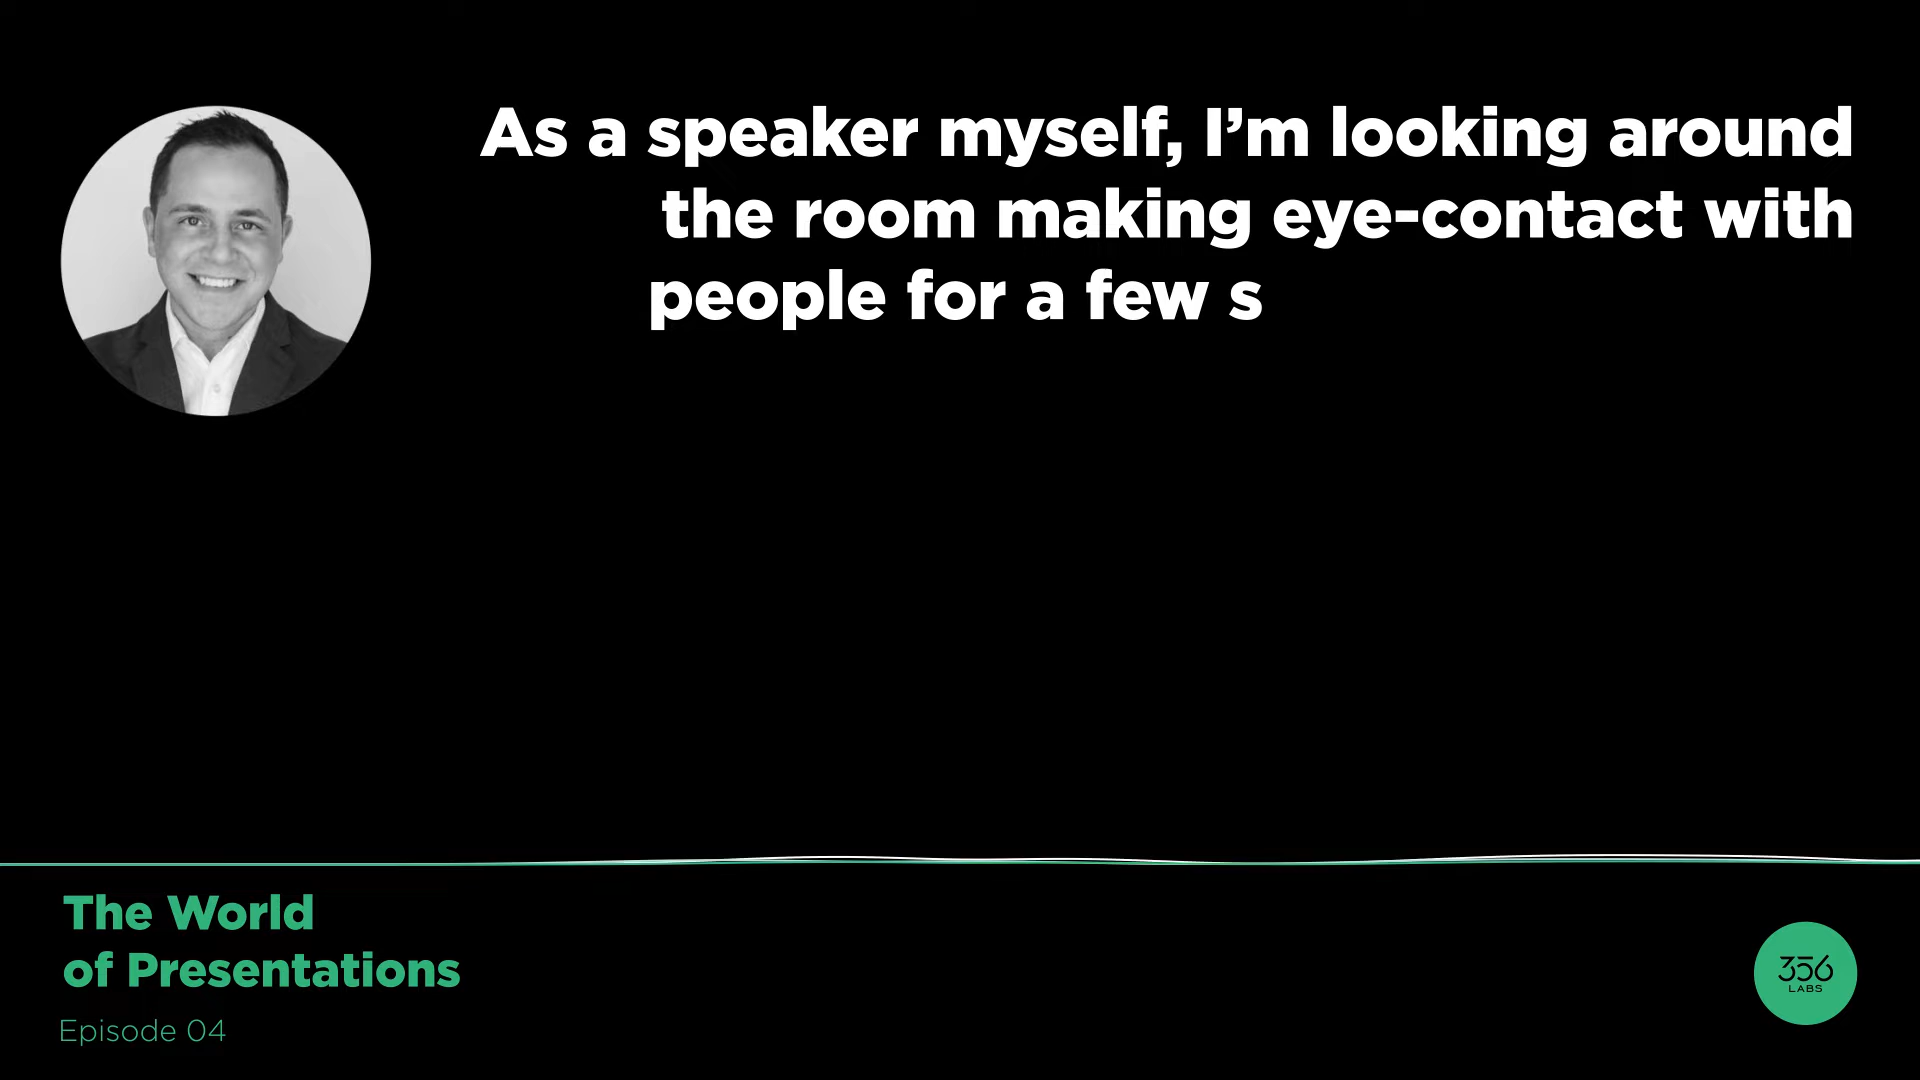 As a speaker myself, I’m looking around
the room making eye-contact with
people for a few s
The World
of Presentations
Episode 04
356
LABS